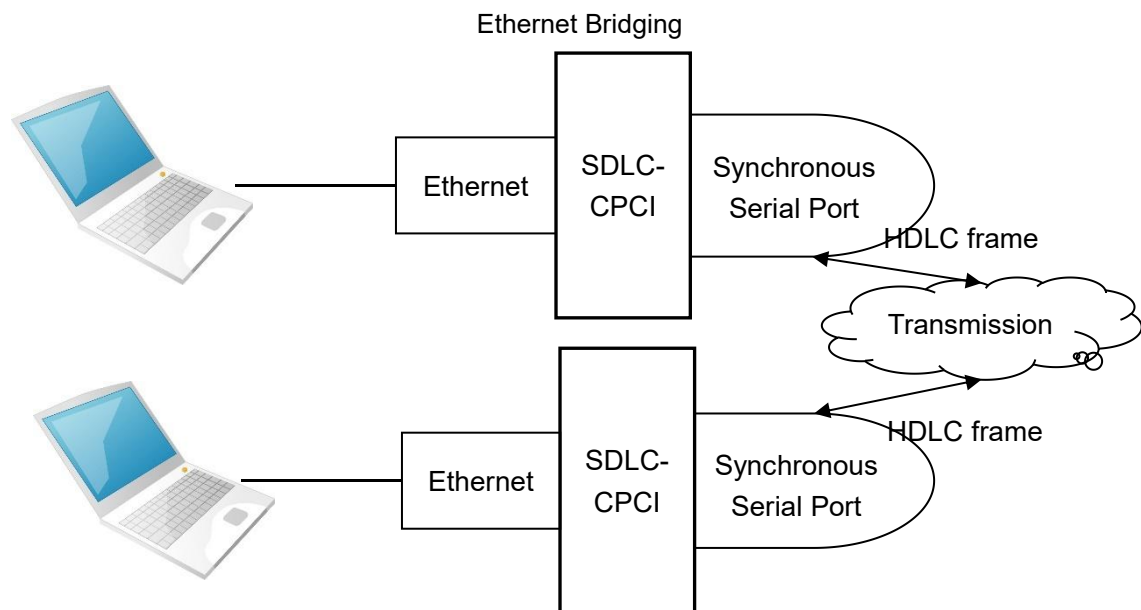 Ethernet Bridging
Ethernet
SDLC-
CPCI
Synchronous
Serial Port
HDLC frame
Transmission
HDLC frame
Ethernet
SDLC-
CPCI
Synchronous
Serial Port